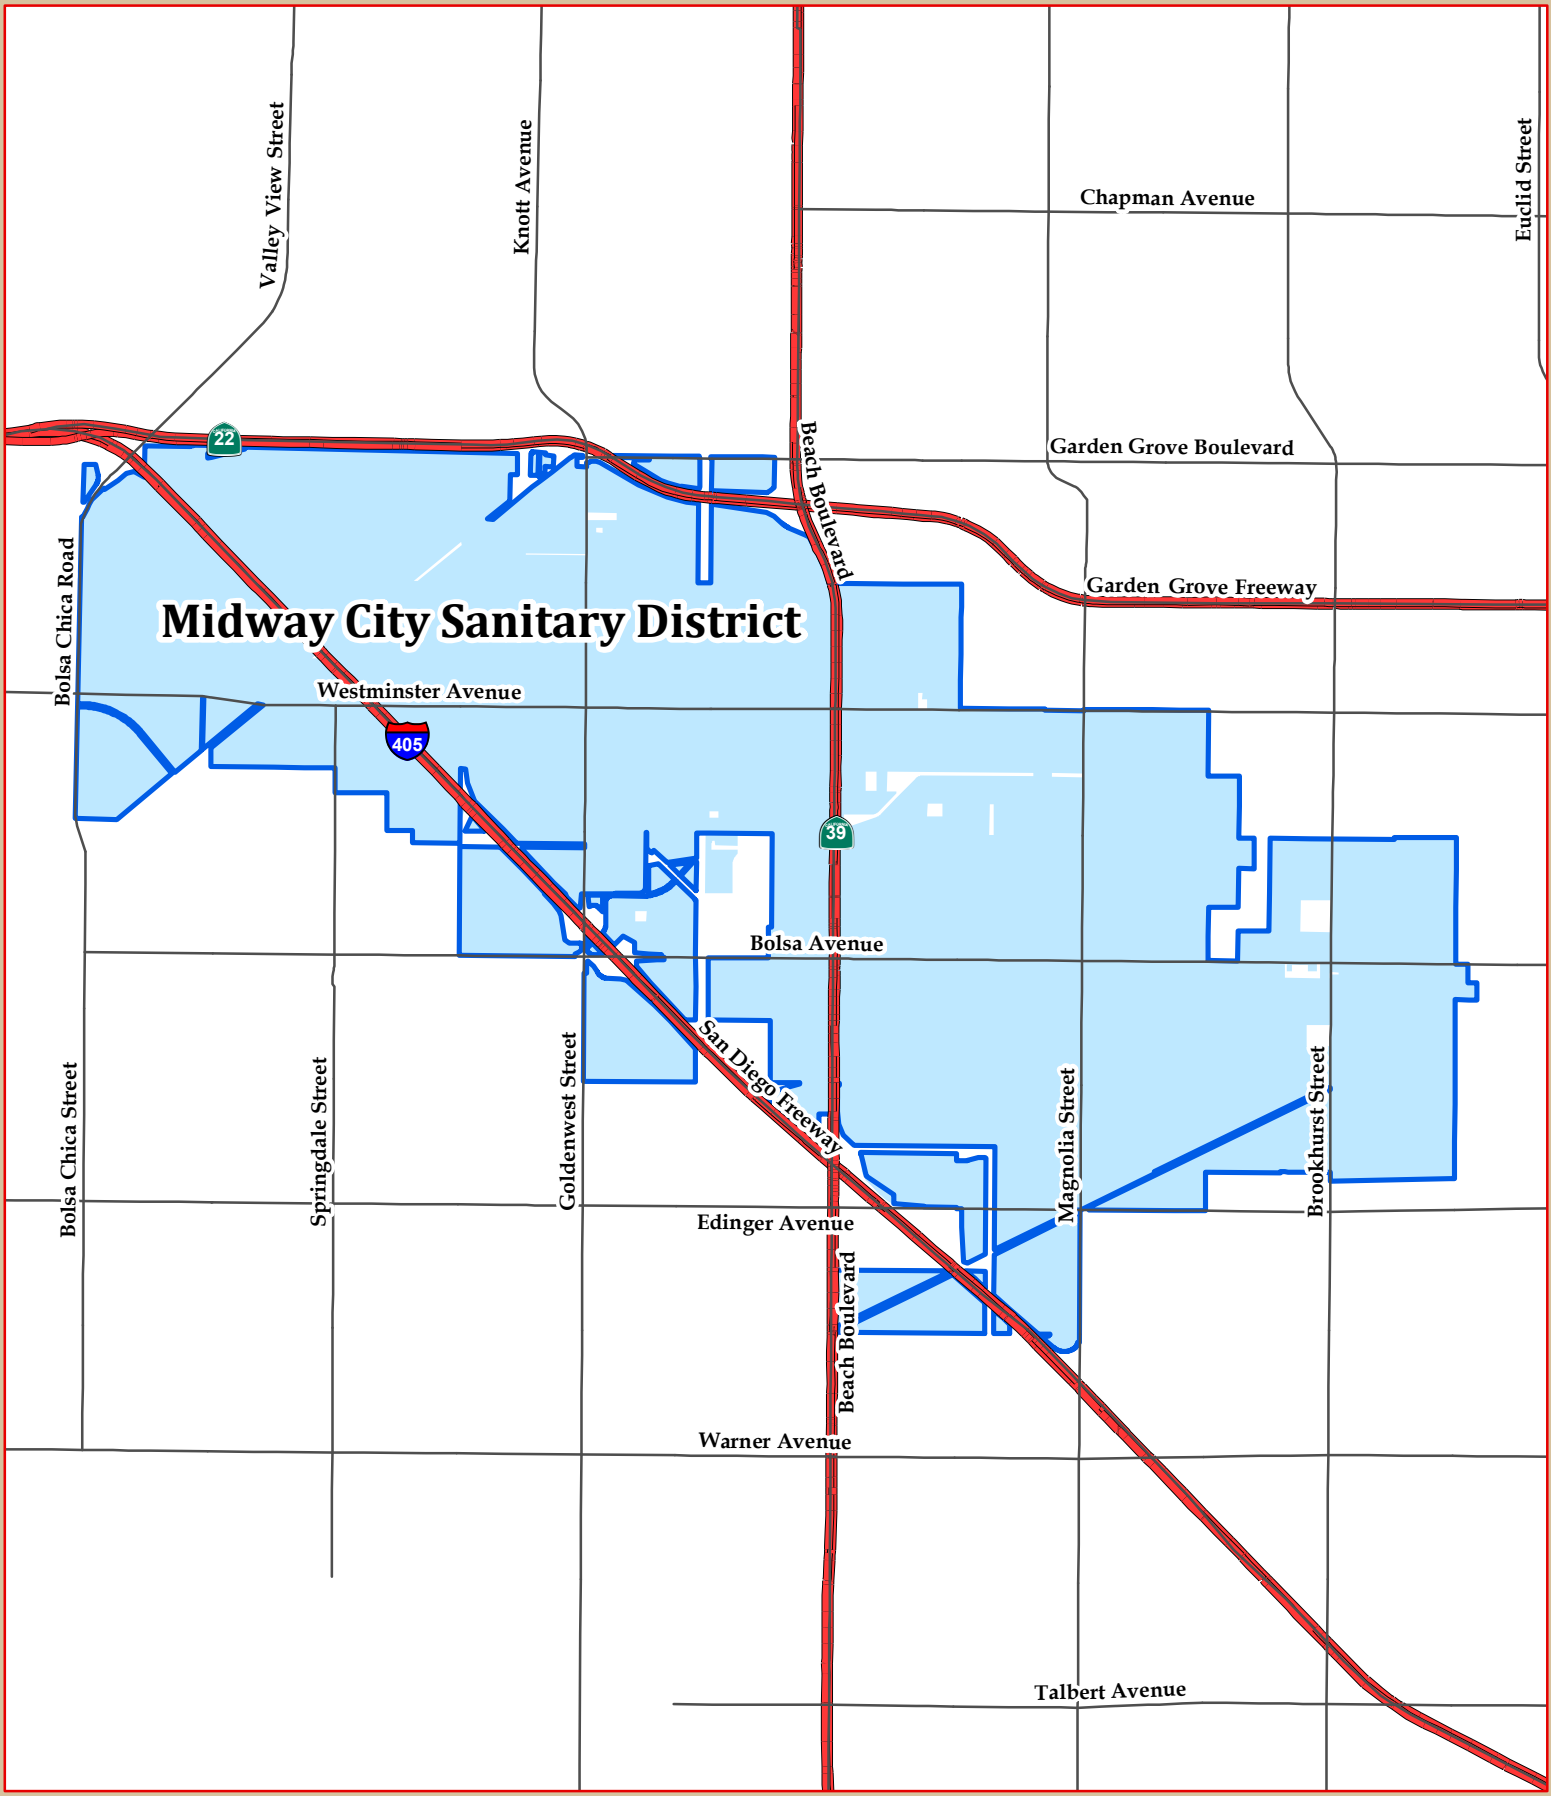 Valley View Street
Knott Avenue
Chapman Avenue
Euclid Street
CALIFORNIA
22
Beach Boulevard
Garden Grove Boulevard
Garden Grove Freeway
Bolsa Chica Road
Midway City Sanitary District
Westminster Avenue
405
CALIFORNIA
39
Bolsa Avenue
San Diego Freeway
Bolsa Chica Street
Springdale Street
Goldenwest Street
Magnolia Street
Brookhurst Street
Edinger Avenue
Beach Boulevard
Warner Avenue
Talbert Avenue